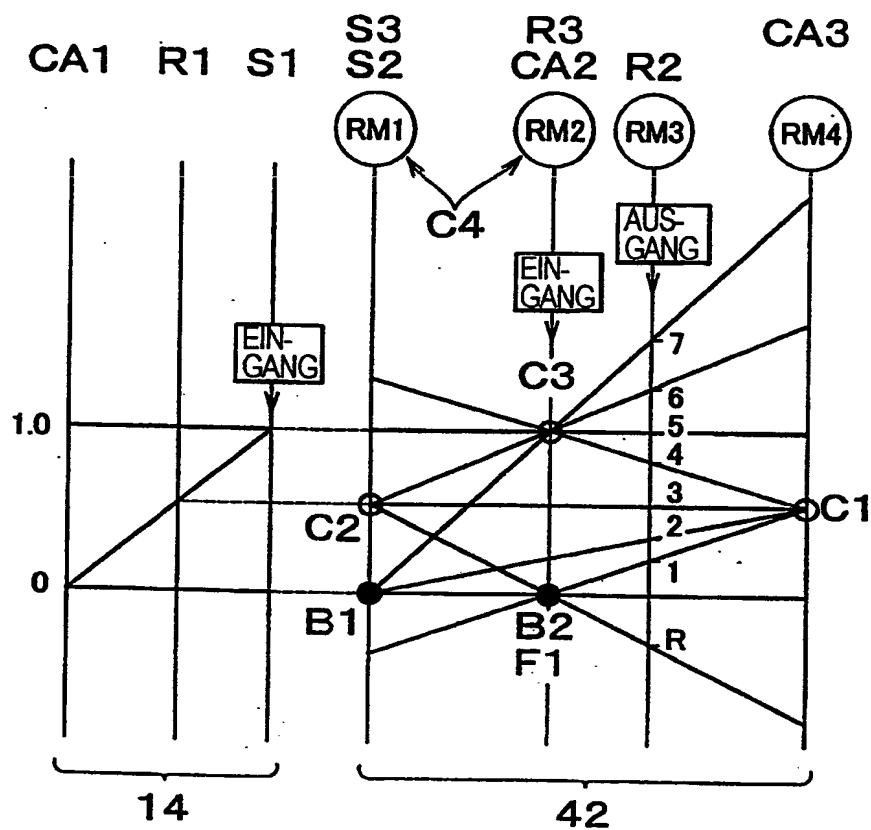 S3 R3 CA3
CA1 R1 S1 S2 CA2 R2
RM1 RM2 RM3 RM4
C4
AUS-
GANG
EIN-
GANG
EIN-
GANG
7
C3
6
1.0
5
4
3
C1
C2
2
1
0
B1
B2
F1
R
14
42